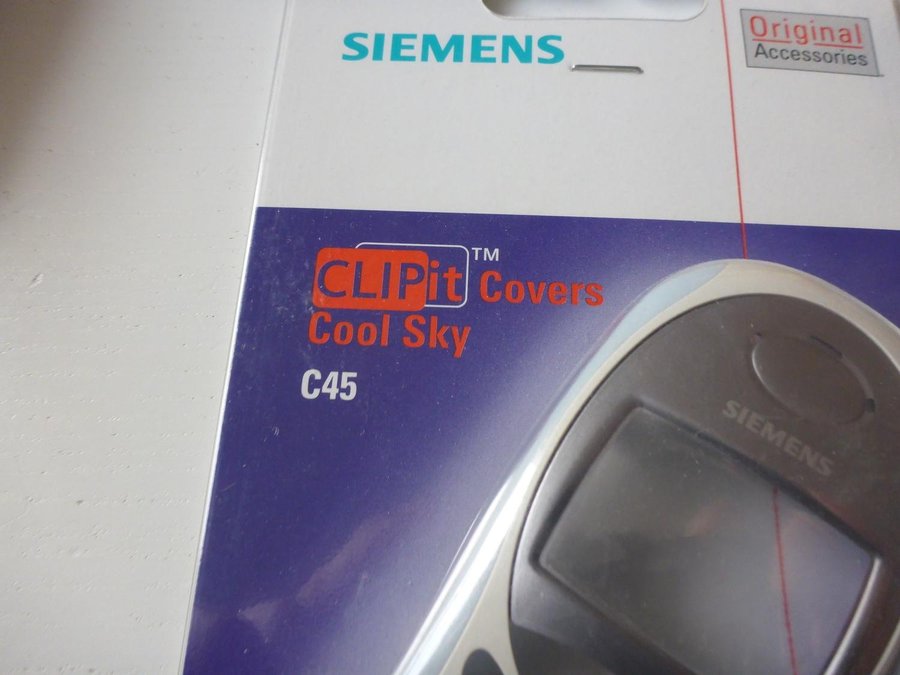 SIEMENS
Original
Accessories
CLIPit™ Covers
Cool Sky
C45
SIEMENS